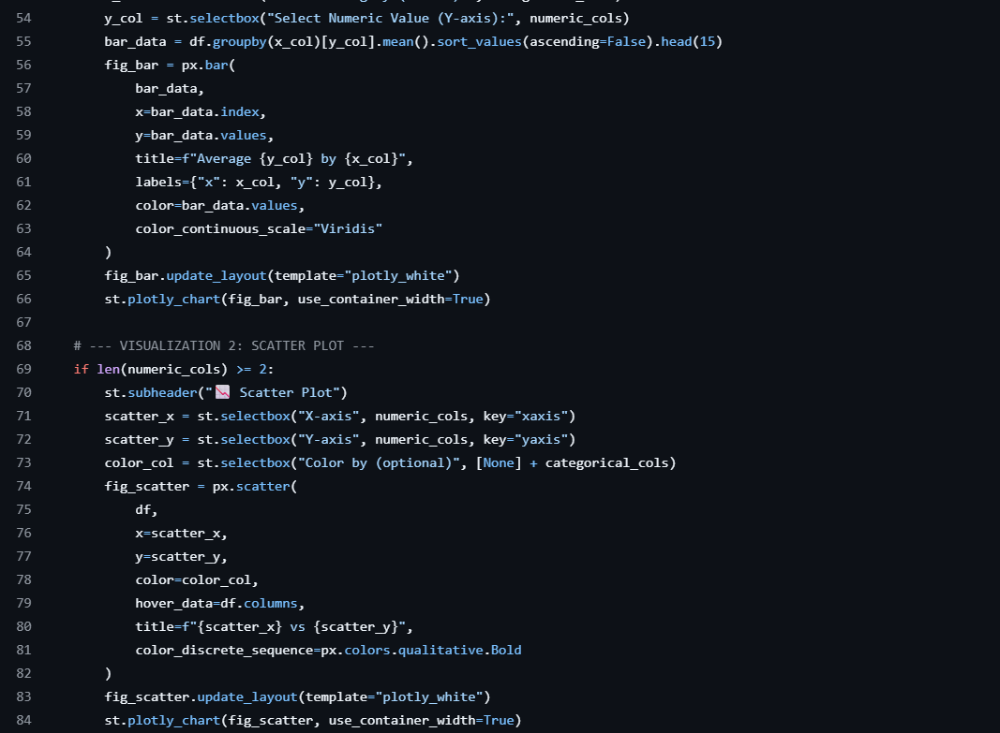 54 y_col = st.selectbox("Select Numeric Value (Y-axis):", numeric_cols)
55 bar_data = df.groupby(x_col)[y_col].mean().sort_values(ascending=False).head(15)
56 fig_bar = px.bar(
57 bar_data,
58 x=bar_data.index,
59 y=bar_data.values,
60 title=f"Average {y_col} by {x_col}",
61 labels={"x": x_col, "y": y_col},
62 color=bar_data.values,
63 color_continuous_scale="Viridis"
64 )
65 fig_bar.update_layout(template="plotly_white")
66 st.plotly_chart(fig_bar, use_container_width=True)
67
68 # --- VISUALIZATION 2: SCATTER PLOT ---
69 if len(numeric_cols) >= 2:
70 st.subheader("📉 Scatter Plot")
71 scatter_x = st.selectbox("X-axis", numeric_cols, key="xaxis")
72 scatter_y = st.selectbox("Y-axis", numeric_cols, key="yaxis")
73 color_col = st.selectbox("Color by (optional)", [None] + categorical_cols)
74 fig_scatter = px.scatter(
75 df,
76 x=scatter_x,
77 y=scatter_y,
78 color=color_col,
79 hover_data=df.columns,
80 title=f"{scatter_x} vs {scatter_y}",
81 color_discrete_sequence=px.colors.qualitative.Bold
82 )
83 fig_scatter.update_layout(template="plotly_white")
84 st.plotly_chart(fig_scatter, use_container_width=True)